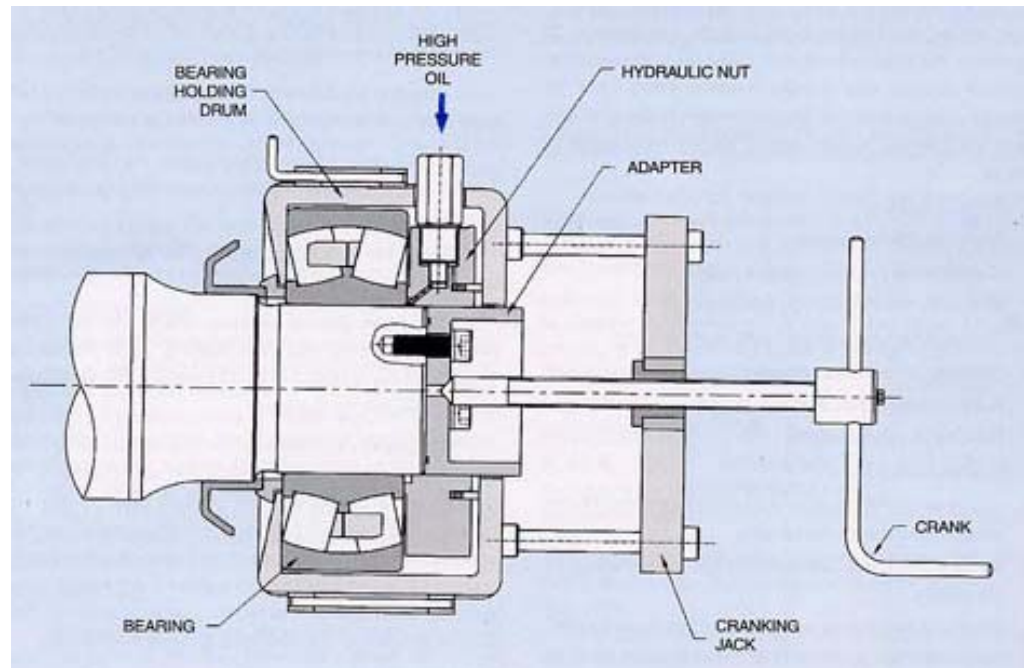 HIGH
PRESSURE
OIL
BEARING
HOLDING
DRUM
HYDRAULIC NUT
ADAPTER
CRANK
BEARING
CRANKING
JACK